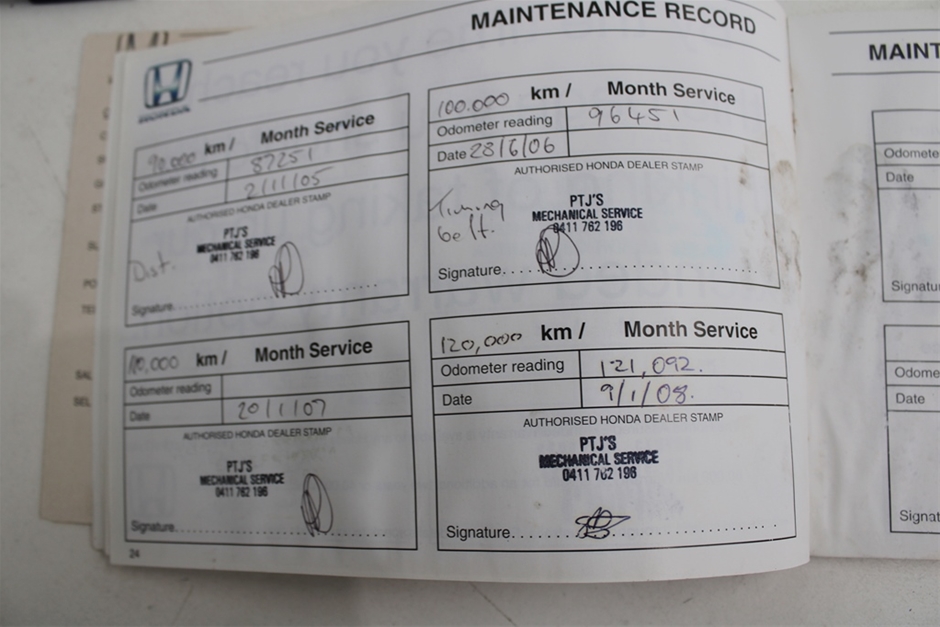 MAINTENANCE RECORD
HONDA
90.000 km / Month Service
Odometer reading 87251
Date 2/11/05
AUTHORISED HONDA DEALER STAMP
PTJ'S
MECHANICAL SERVICE
0411 762 196
Dist.
Signature
100.000 km / Month Service
Odometer reading 96451
Date 28/6/06
AUTHORISED HONDA DEALER STAMP
Timing
belt.
PTJ'S
MECHANICAL SERVICE
0411 762 196
Signature
110,000 km / Month Service
Odometer reading
Date 20/1/07
AUTHORISED HONDA DEALER STAMP
PTJ'S
MECHANICAL SERVICE
0411 762 196
Signature
120,000 km / Month Service
Odometer reading 121,092.
Date 9/1/08.
AUTHORISED HONDA DEALER STAMP
PTJ'S
MECHANICAL SERVICE
0411 762 196
Signature
24
MAINT
Odomete
Date
Signatu
Odome
Date
Signat